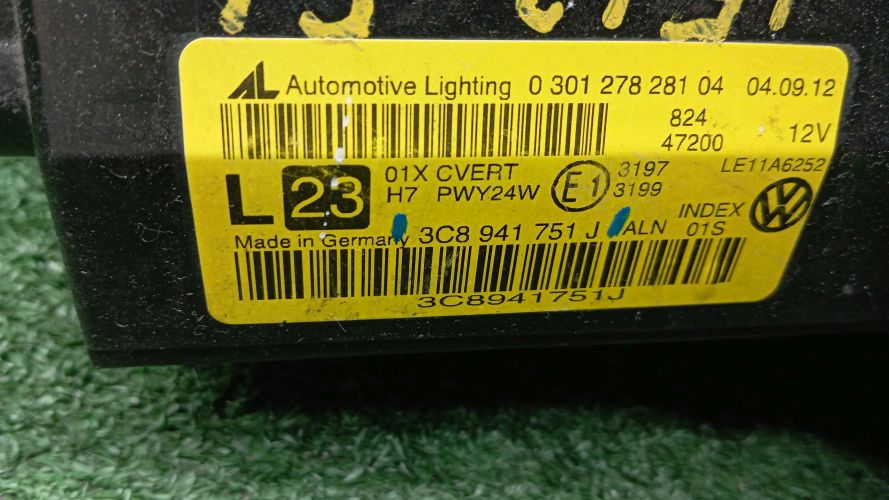 AL Automotive Lighting 0 301 278 281 04 04.09.12
824
47200 12V
01X CVERT 3197 LE11A6252
L 23 H7 PWY24W E1 3199
INDEX
Made in Germany 3C8 941 751 J ALN 01S
3C8941751J